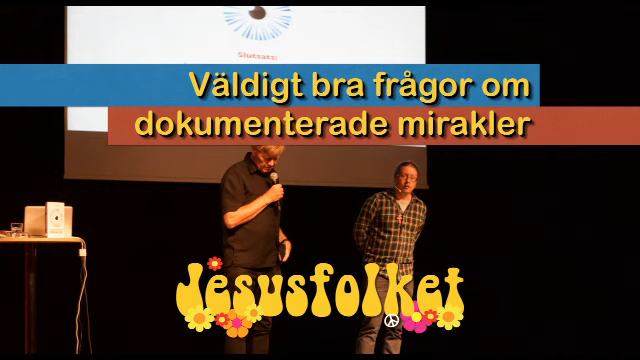 Slutsats:
Väldigt bra frågor om
dokumenterade mirakler
Jesusfolket